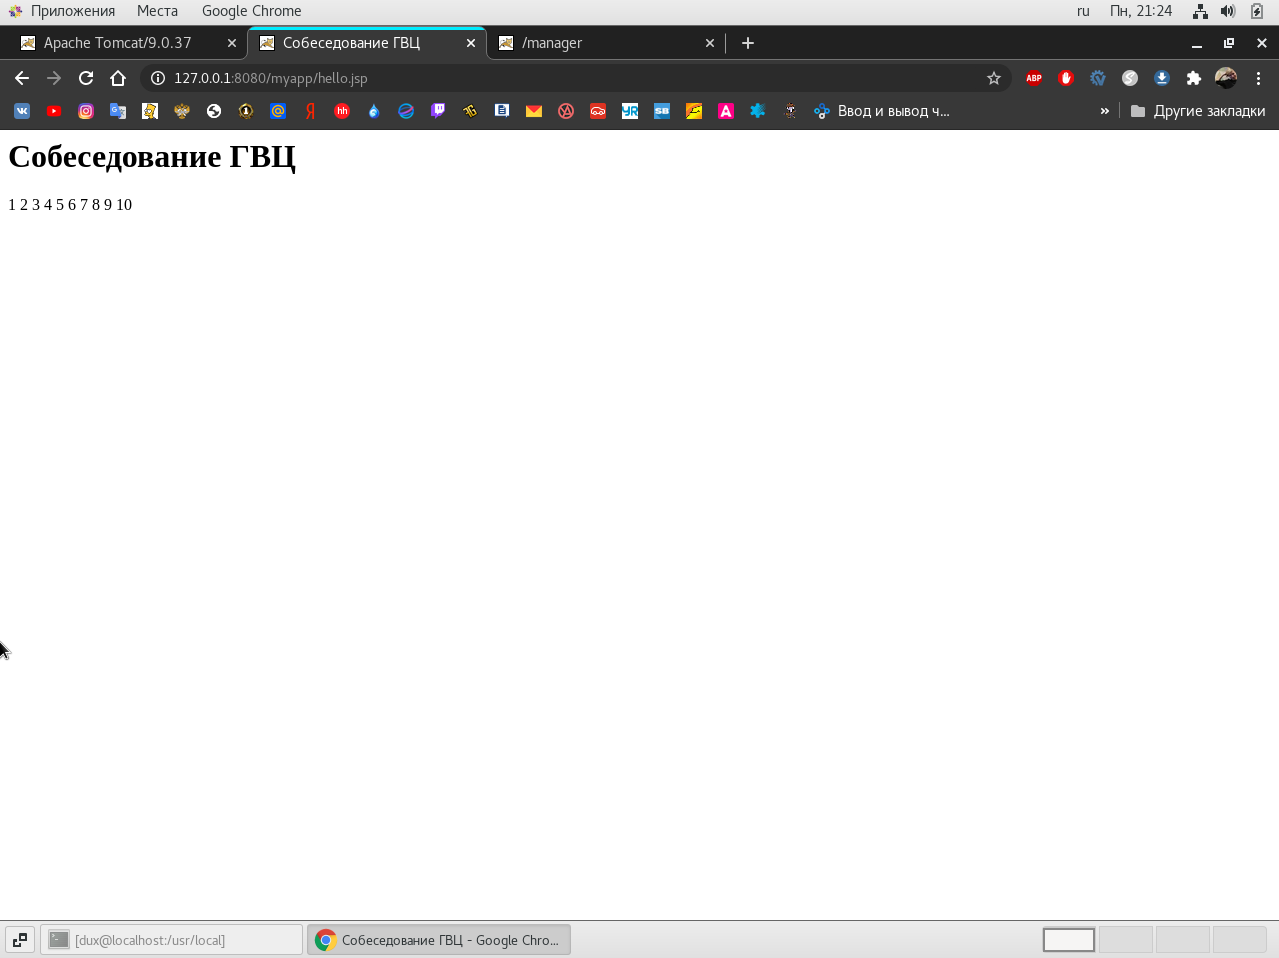 Приложения Места Google Chrome ru Пн, 21:24
Apache Tomcat/9.0.37 Собеседование ГВЦ /manager
127.0.0.1:8080/myapp/hello.jsp ABP
hh YR SB A Ввод и вывод ч... » Другие закладки
Собеседование ГВЦ
1 2 3 4 5 6 7 8 9 10
[dux@localhost:/usr/local] Собеседование ГВЦ - Google Chro...